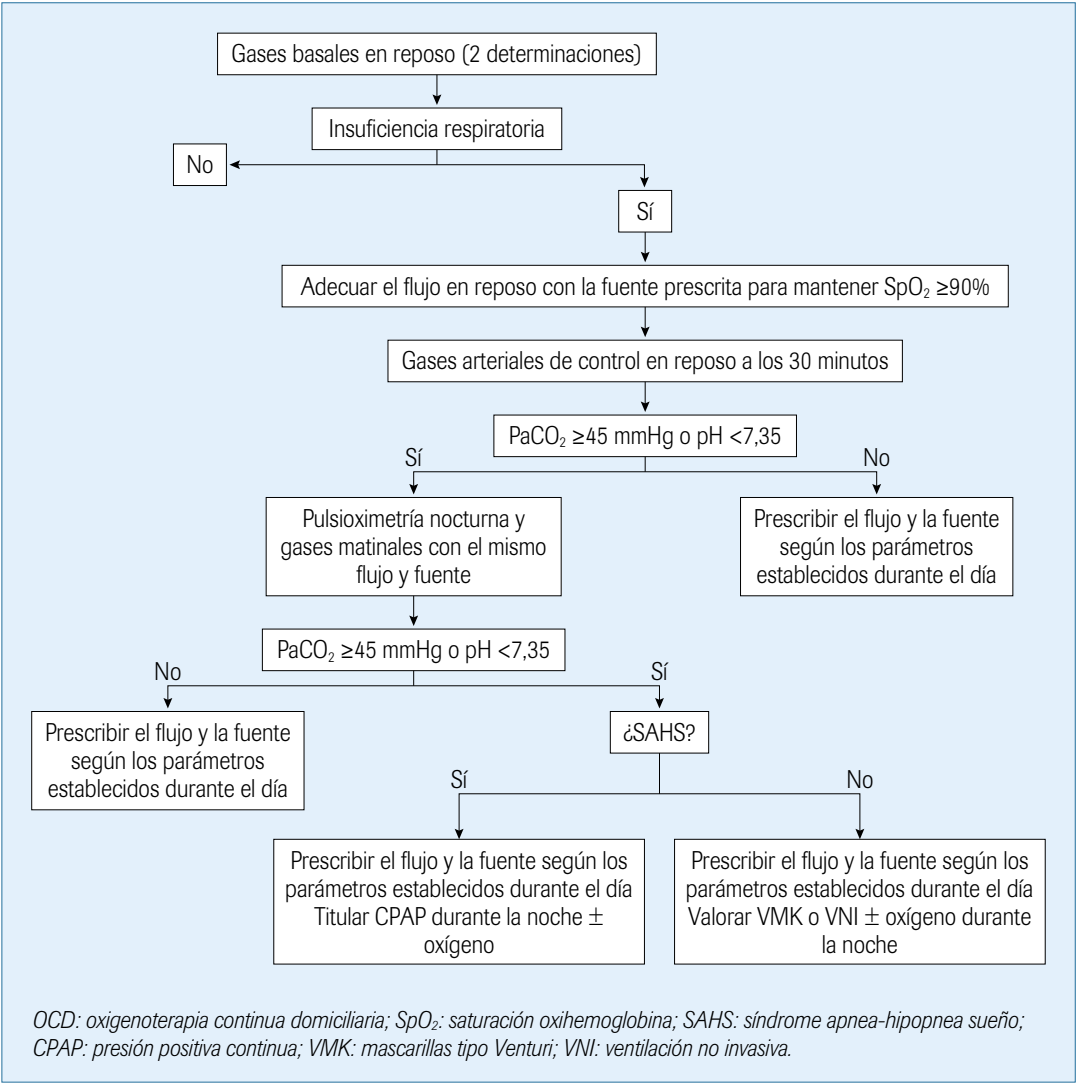 Gases basales en reposo (2 determinaciones)
Insuficiencia respiratoria
No
Sí
Adecuar el flujo en reposo con la fuente prescrita para mantener SpO₂ ≥90%
Gases arteriales de control en reposo a los 30 minutos
PaCO₂ ≥45 mmHg o pH <7,35
Sí
No
Pulsioximetría nocturna y
gases matinales con el mismo
flujo y fuente
Prescribir el flujo y la fuente
según los parámetros
establecidos durante el día
PaCO₂ ≥45 mmHg o pH <7,35
No
Sí
Prescribir el flujo y la fuente
según los parámetros
establecidos durante el día
¿SAHS?
Sí
No
Prescribir el flujo y la fuente según los
parámetros establecidos durante el día
Titular CPAP durante la noche ±
oxígeno
Prescribir el flujo y la fuente según los
parámetros establecidos durante el día
Valorar VMK o VNI ± oxígeno durante
la noche
OCD: oxigenoterapia continua domiciliaria; SpO₂: saturación oxihemoglobina; SAHS: síndrome apnea-hipopnea sueño;
CPAP: presión positiva continua; VMK: mascarillas tipo Venturi; VNI: ventilación no invasiva.